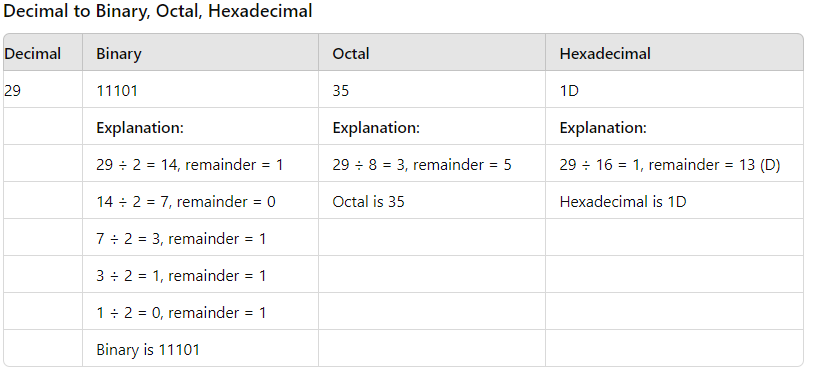 Decimal to Binary, Octal, Hexadecimal
Decimal Binary Octal Hexadecimal
29 11101 35 1D
Explanation: Explanation: Explanation:
29 ÷ 2 = 14, remainder = 1 29 ÷ 8 = 3, remainder = 5 29 ÷ 16 = 1, remainder = 13 (D)
14 ÷ 2 = 7, remainder = 0 Octal is 35 Hexadecimal is 1D
7 ÷ 2 = 3, remainder = 1
3 ÷ 2 = 1, remainder = 1
1 ÷ 2 = 0, remainder = 1
Binary is 11101